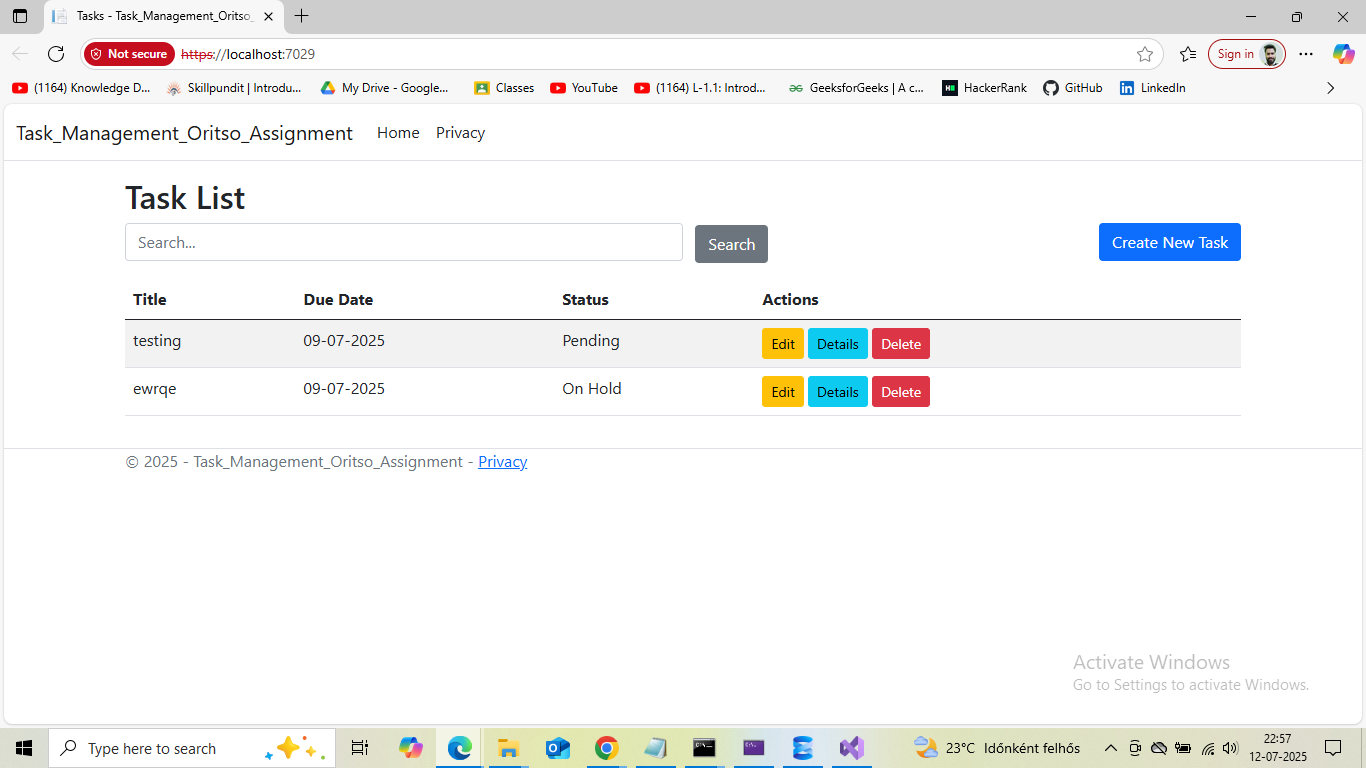 Tasks - Task_Management_Oritso_
Not secure https://localhost:7029 Sign in
(1164) Knowledge D... Skillpundit | Introdu... My Drive - Google... Classes YouTube (1164) L-1.1: Introd... GeeksforGeeks | A c... HackerRank GitHub LinkedIn
Task_Management_Oritso_Assignment Home Privacy
Task List
Search... Search Create New Task
Title Due Date Status Actions
testing 09-07-2025 Pending Edit Details Delete
ewrqe 09-07-2025 On Hold Edit Details Delete
© 2025 - Task_Management_Oritso_Assignment - Privacy
Activate Windows
Go to Settings to activate Windows.
Type here to search 23°C Időnként felhős 22:57
12-07-2025